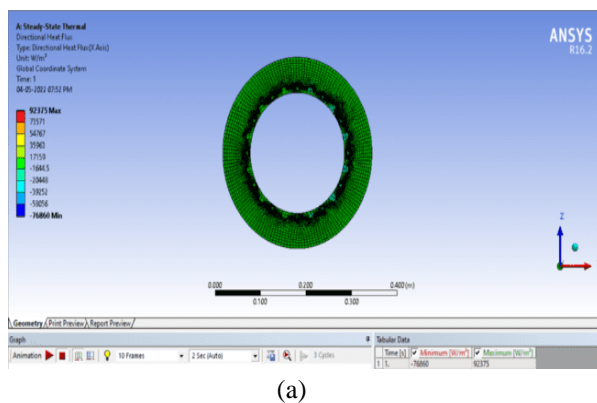 A: Steady-State Thermal
Directional Heat Flux
Type: Directional Heat Flux(X Axis)
Unit: W/m²
Global Coordinate System
Time: 1
04-05-2022 07:52 PM
ANSYS
R16.2
92375 Max
73571
54767
35963
17159
-1644.5
-20448
-39252
-58056
-76860 Min
Z
0.000
0.200
0.400 (m)
0.100
0.300
Geometry
Print Preview
Report Preview
Graph
Tabular Data
Animation
10 Frames
2 Sec (Auto)
3 Cycles
Time [s]
Minimum [W/m²]
Maximum [W/m²]
1
1.
-76860
92375
(a)